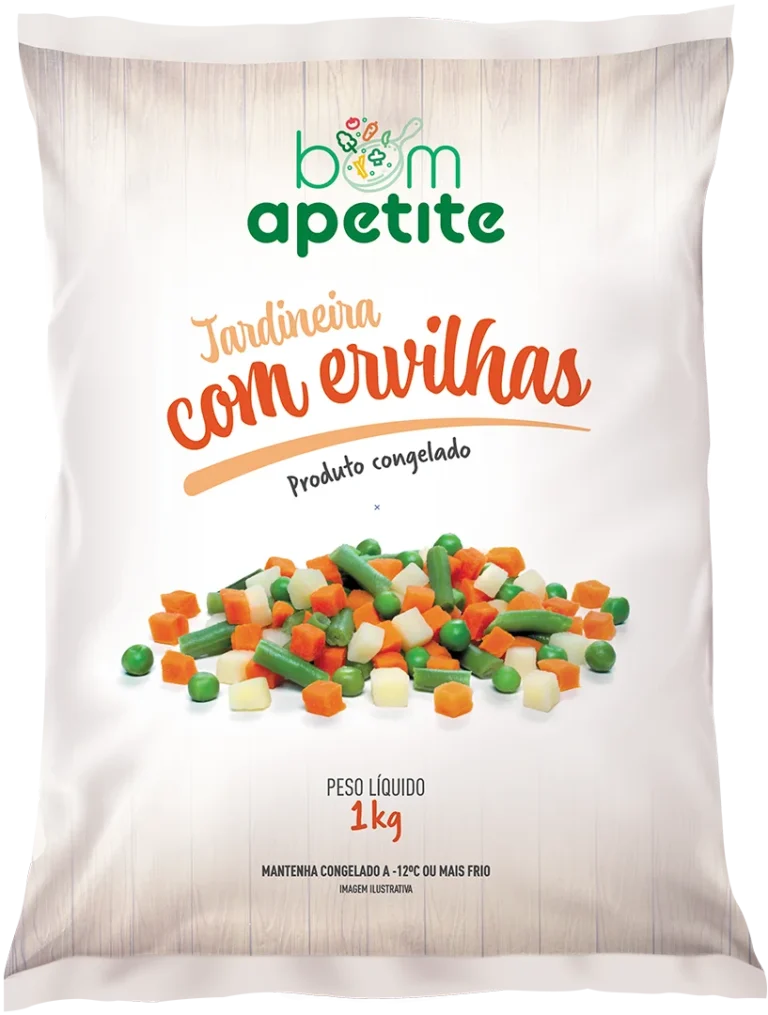 bom
apetite
Jardineira
com ervilhas
Produto congelado
PESO LÍQUIDO
1kg
MANTENHA CONGELADO A -12ºC OU MAIS FRIO
IMAGEM ILUSTRATIVA